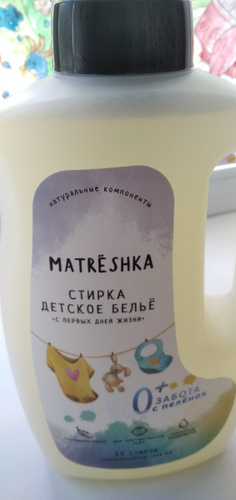 натуральные компоненты
MATRЁSHKA
СТИРКА
ДЕТСКОЕ БЕЛЬЁ
«С ПЕРВЫХ ДНЕЙ ЖИЗНИ»
0+
ЗАБОТА
С ПЕЛЁНОК